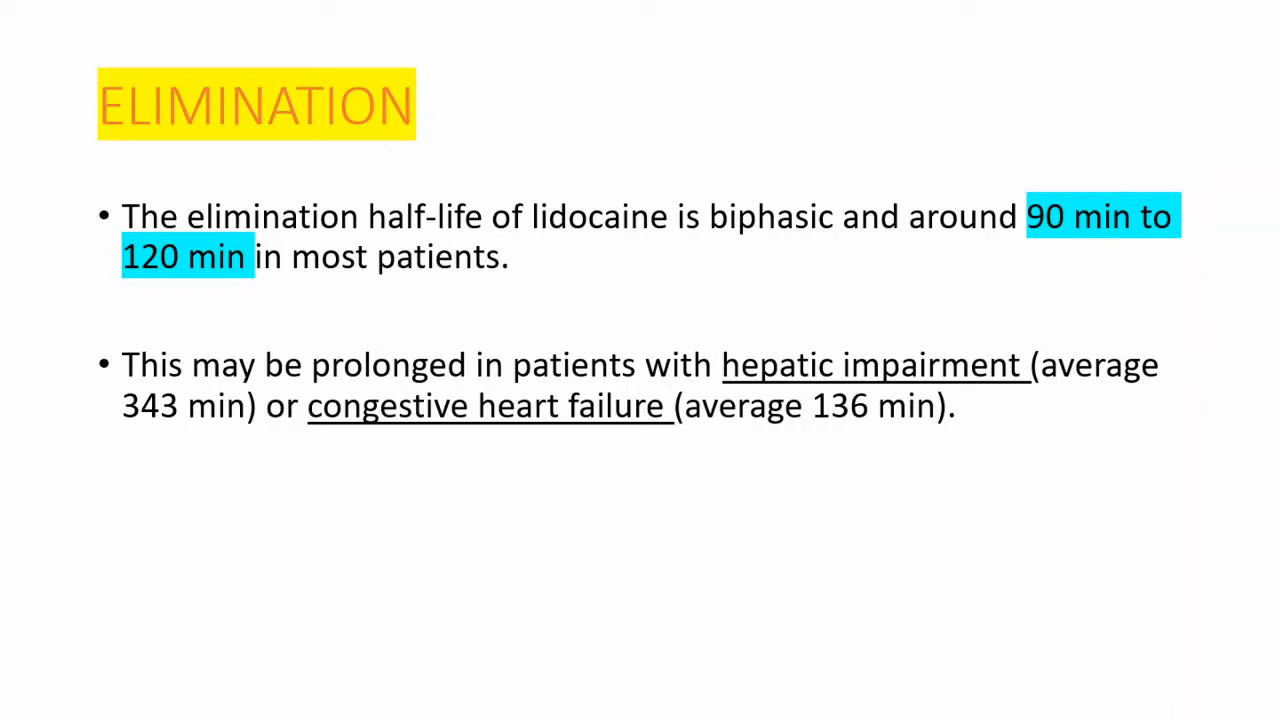 ELIMINATION
• The elimination half-life of lidocaine is biphasic and around 90 min to
120 min in most patients.
• This may be prolonged in patients with hepatic impairment (average
343 min) or congestive heart failure (average 136 min).